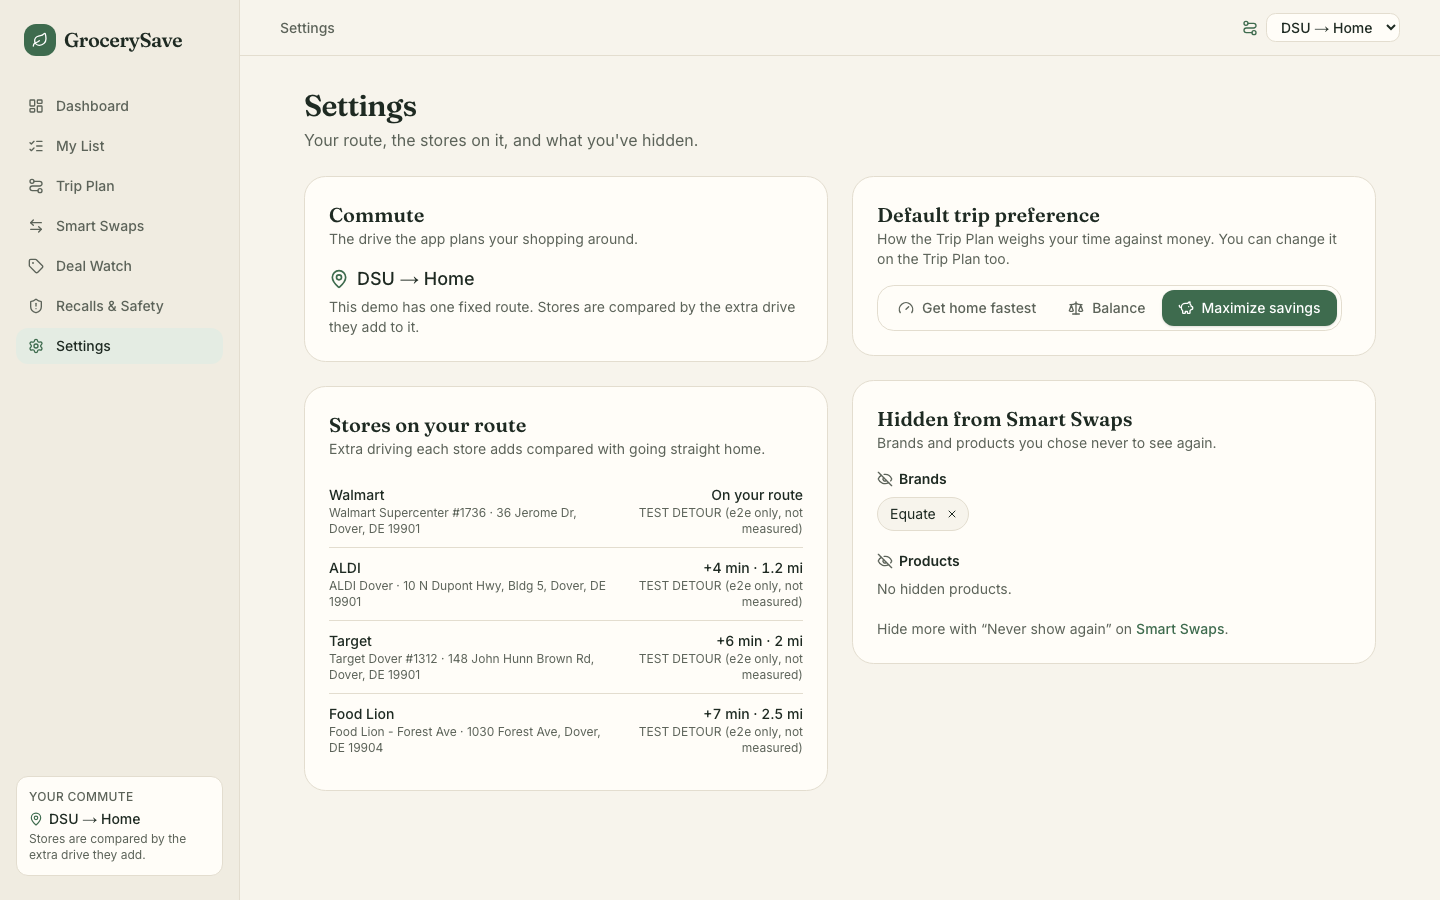 GrocerySave
Dashboard
My List
Trip Plan
Smart Swaps
Deal Watch
Recalls & Safety
Settings
YOUR COMMUTE
DSU → Home
Stores are compared by the
extra drive they add.
Settings
DSU → Home
Settings
Your route, the stores on it, and what you've hidden.
Commute
The drive the app plans your shopping around.
DSU → Home
This demo has one fixed route. Stores are compared by the extra drive
they add to it.
Stores on your route
Extra driving each store adds compared with going straight home.
Walmart
Walmart Supercenter #1736 · 36 Jerome Dr,
Dover, DE 19901
On your route
TEST DETOUR (e2e only, not
measured)
ALDI
ALDI Dover · 10 N Dupont Hwy, Bldg 5, Dover, DE
19901
+4 min · 1.2 mi
TEST DETOUR (e2e only, not
measured)
Target
Target Dover #1312 · 148 John Hunn Brown Rd,
Dover, DE 19901
+6 min · 2 mi
TEST DETOUR (e2e only, not
measured)
Food Lion
Food Lion - Forest Ave · 1030 Forest Ave, Dover,
DE 19904
+7 min · 2.5 mi
TEST DETOUR (e2e only, not
measured)
Default trip preference
How the Trip Plan weighs your time against money. You can change it
on the Trip Plan too.
Get home fastest
Balance
Maximize savings
Hidden from Smart Swaps
Brands and products you chose never to see again.
Brands
Equate ×
Products
No hidden products.
Hide more with “Never show again” on Smart Swaps.